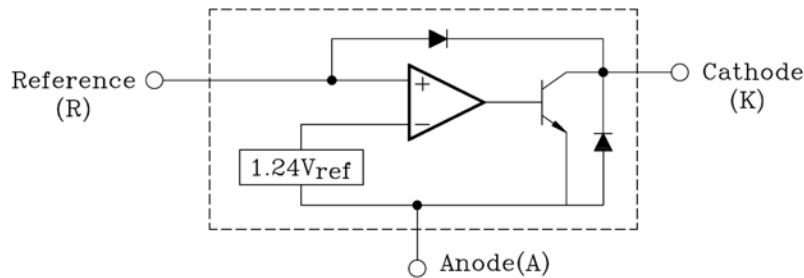 Reference
(R)
+
−
1.24Vref
Cathode
(K)
Anode(A)